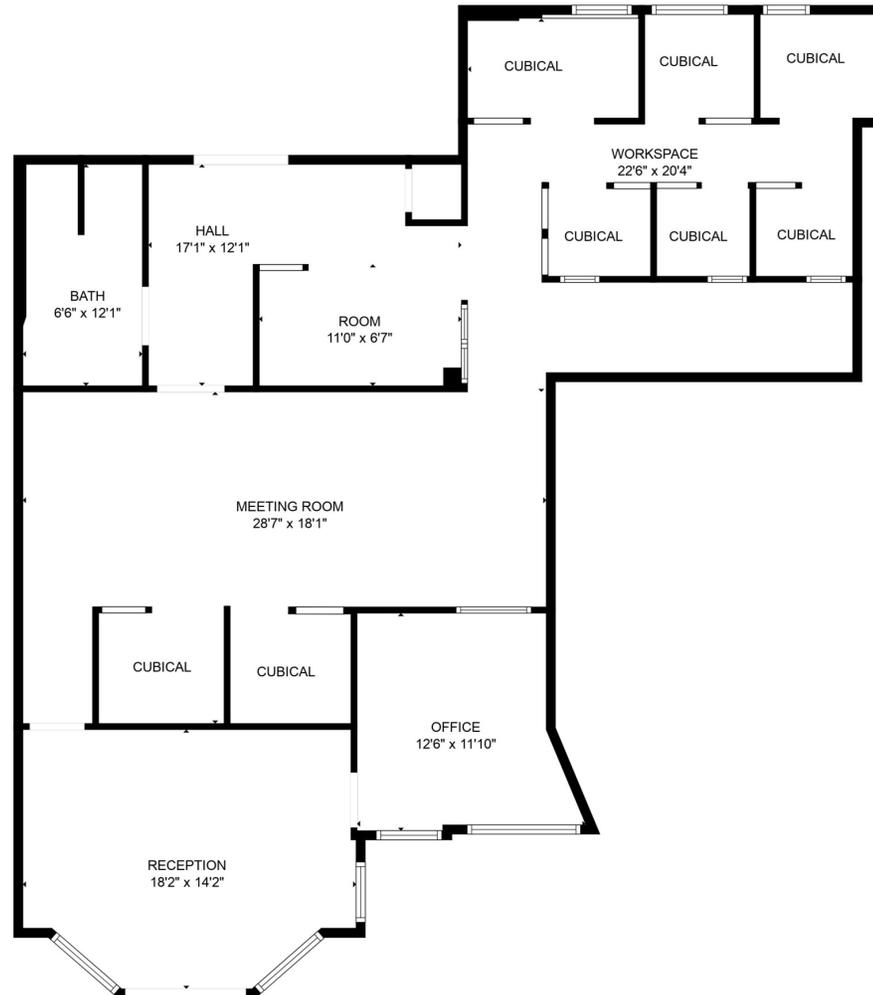 CUBICAL
CUBICAL
CUBICAL
WORKSPACE
22'6" x 20'4"
CUBICAL
CUBICAL
CUBICAL
HALL
17'1" x 12'1"
BATH
6'6" x 12'1"
ROOM
11'0" x 6'7"
MEETING ROOM
28'7" x 18'1"
CUBICAL
CUBICAL
OFFICE
12'6" x 11'10"
RECEPTION
18'2" x 14'2"